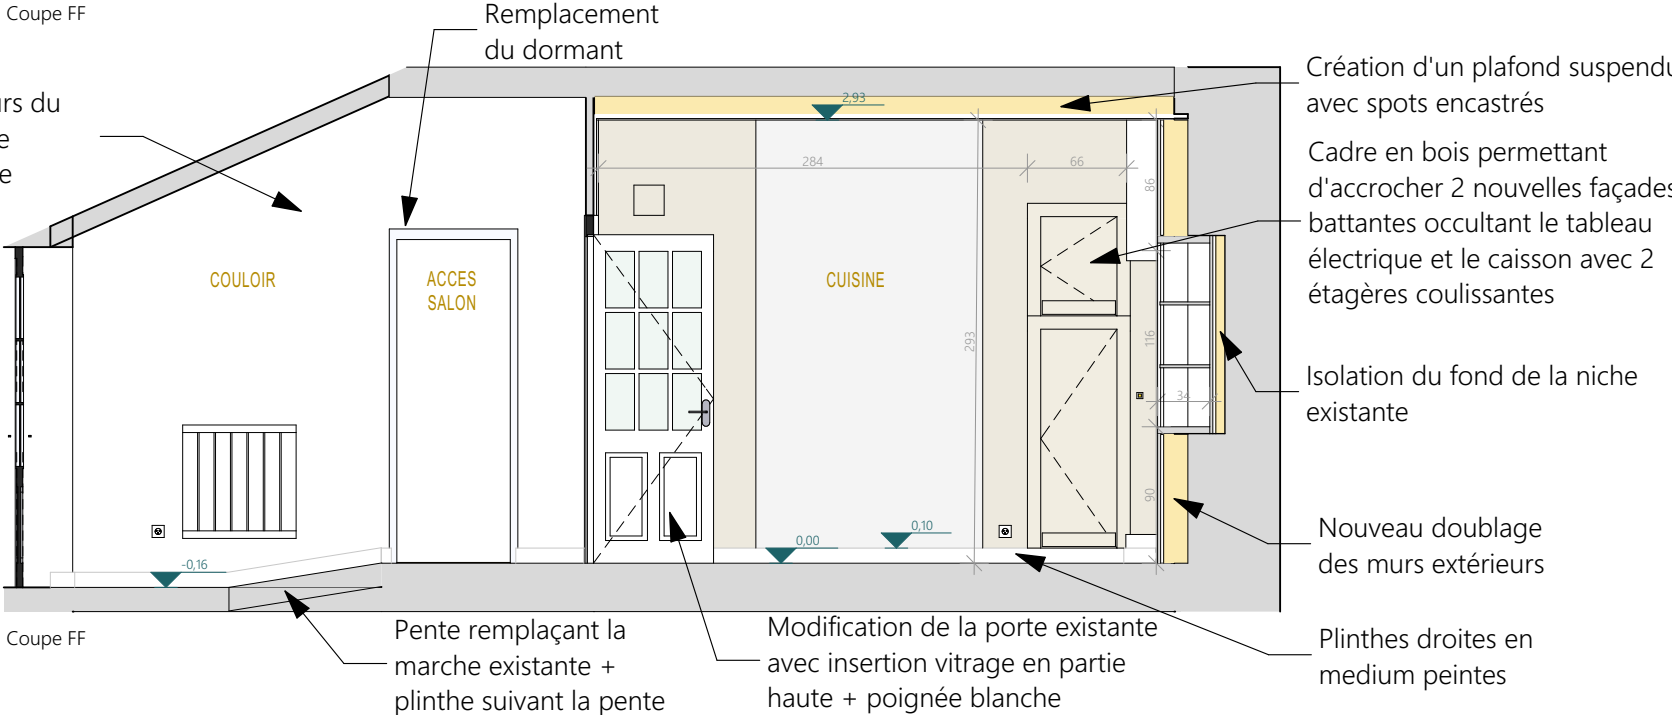 Coupe FF
Remplacement
du dormant
du
Création d'un plafond suspendu
avec spots encastrés
Cadre en bois permettant
d'accrocher 2 nouvelles façades
battantes occultant le tableau
électrique et le caisson avec 2
étagères coulissantes
Isolation du fond de la niche
existante
Nouveau doublage
des murs extérieurs
Plinthes droites en
medium peintes
2,93
284
66
86
COULOIR
ACCES
SALON
CUISINE
293
116
34
90
0,10
0,00
-0,16
Coupe FF
Pente remplaçant la
marche existante +
plinthe suivant la pente
Modification de la porte existante
avec insertion vitrage en partie
haute + poignée blanche